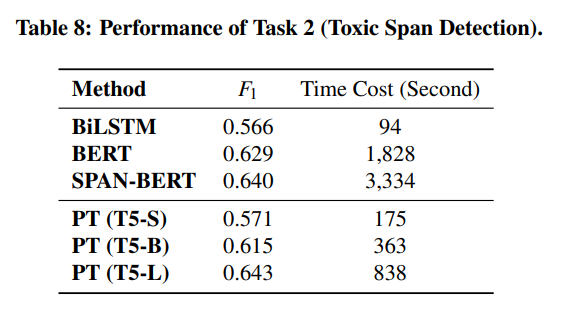 Table 8: Performance of Task 2 (Toxic Span Detection).
Method F1 Time Cost (Second)
BiLSTM 0.566 94
BERT 0.629 1,828
SPAN-BERT 0.640 3,334
PT (T5-S) 0.571 175
PT (T5-B) 0.615 363
PT (T5-L) 0.643 838